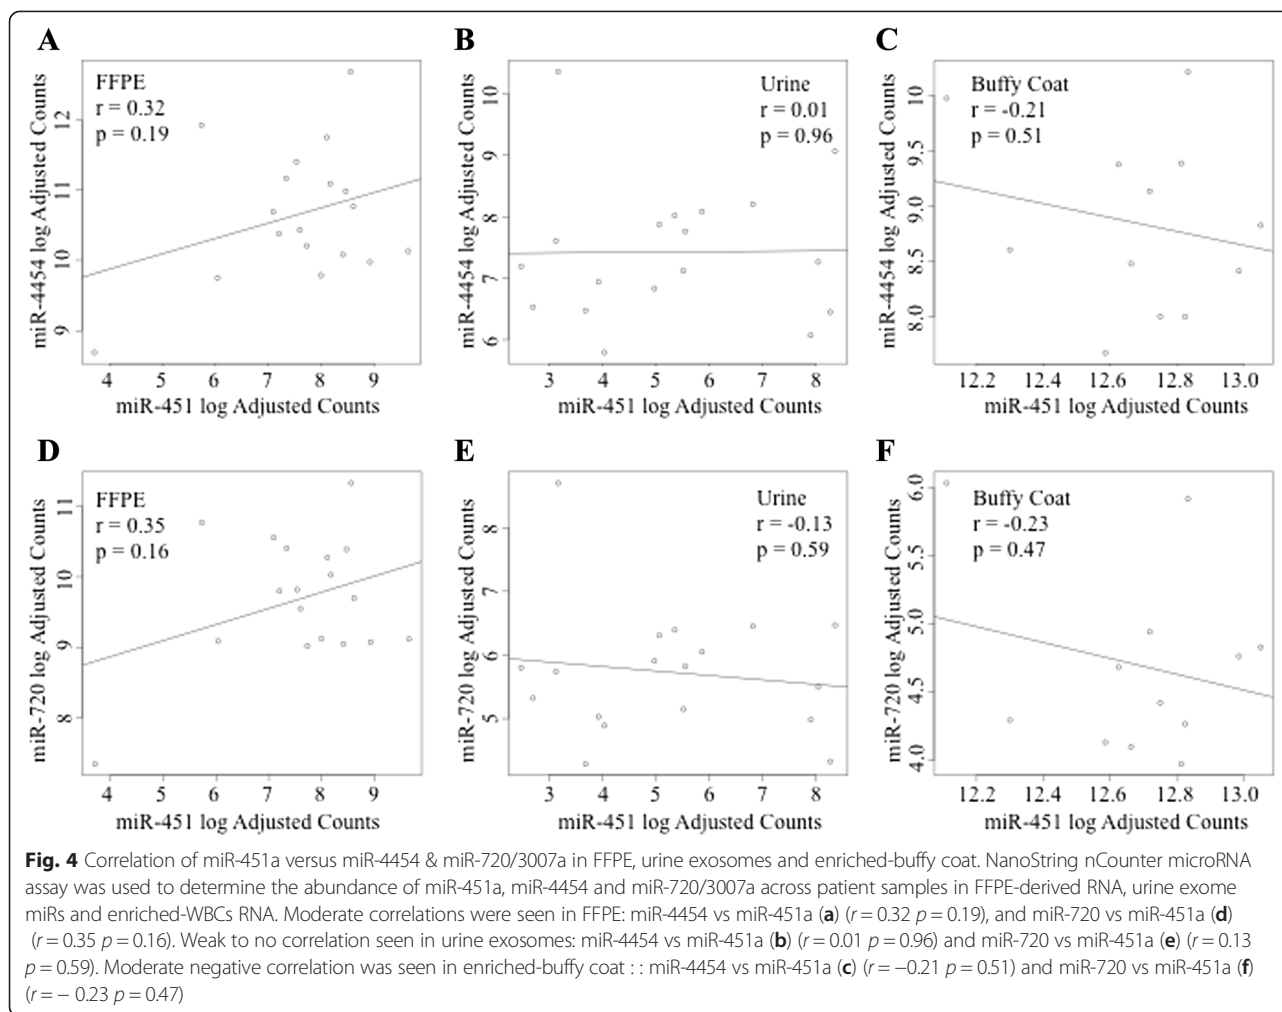 A
FFPE
r = 0.32
p = 0.19
miR-4454 log Adjusted Counts
12
11
10
9
4 5 6 7 8 9
miR-451 log Adjusted Counts
B
Urine
r = 0.01
p = 0.96
miR-4454 log Adjusted Counts
10
9
8
7
6
3 4 5 6 7 8
miR-451 log Adjusted Counts
C
Buffy Coat
r = -0.21
p = 0.51
miR-4454 log Adjusted Counts
10
9.5
9.0
8.5
8.0
12.2 12.4 12.6 12.8 13.0
miR-451 log Adjusted Counts
D
FFPE
r = 0.35
p = 0.16
miR-720 log Adjusted Counts
11
10
9
8
4 5 6 7 8 9
miR-451 log Adjusted Counts
E
Urine
r = -0.13
p = 0.59
miR-720 log Adjusted Counts
8
7
6
5
3 4 5 6 7 8
miR-451 log Adjusted Counts
F
Buffy Coat
r = -0.23
p = 0.47
miR-720 log Adjusted Counts
6.0
5.5
5.0
4.5
4.0
12.2 12.4 12.6 12.8 13.0
miR-451 log Adjusted Counts
Fig. 4 Correlation of miR-451a versus miR-4454 & miR-720/3007a in FFPE, urine exosomes and enriched-buffy coat. NanoString nCounter microRNA
assay was used to determine the abundance of miR-451a, miR-4454 and miR-720/3007a across patient samples in FFPE-derived RNA, urine exome
miRs and enriched-WBCs RNA. Moderate correlations were seen in FFPE: miR-4454 vs miR-451a (a) (r = 0.32 p = 0.19), and miR-720 vs miR-451a (d)
(r = 0.35 p = 0.16). Weak to no correlation seen in urine exosomes: miR-4454 vs miR-451a (b) (r = 0.01 p = 0.96) and miR-720 vs miR-451a (e) (r = 0.13
p = 0.59). Moderate negative correlation was seen in enriched-buffy coat : : miR-4454 vs miR-451a (c) (r = −0.21 p = 0.51) and miR-720 vs miR-451a (f)
(r = − 0.23 p = 0.47)